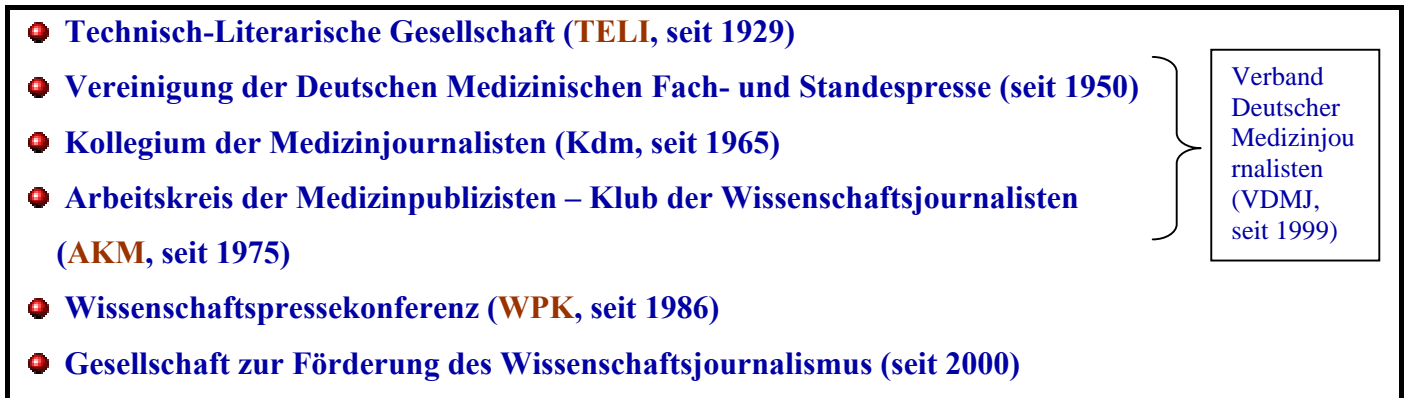 Technisch-Literarische Gesellschaft (TELI, seit 1929)
Vereinigung der Deutschen Medizinischen Fach- und Standespresse (seit 1950)
Kollegium der Medizinjournalisten (Kdm, seit 1965)
Arbeitskreis der Medizinpublizisten – Klub der Wissenschaftsjournalisten
(AKM, seit 1975)
Wissenschaftspressekonferenz (WPK, seit 1986)
Gesellschaft zur Förderung des Wissenschaftsjournalismus (seit 2000)
Verband
Deutscher
Medizinjou
rnalisten
(VDMJ,
seit 1999)